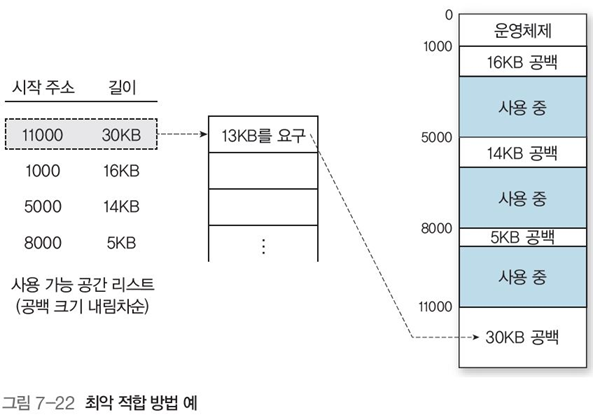 시작 주소 길이
11000 30KB
1000 16KB
5000 14KB
8000 5KB
사용 가능 공간 리스트
(공백 크기 내림차순)
13KB를 요구
⋮
0
운영체제
1000
16KB 공백
사용 중
5000
14KB 공백
사용 중
8000
5KB 공백
사용 중
11000
30KB 공백
그림 7-22 최악 적합 방법 예